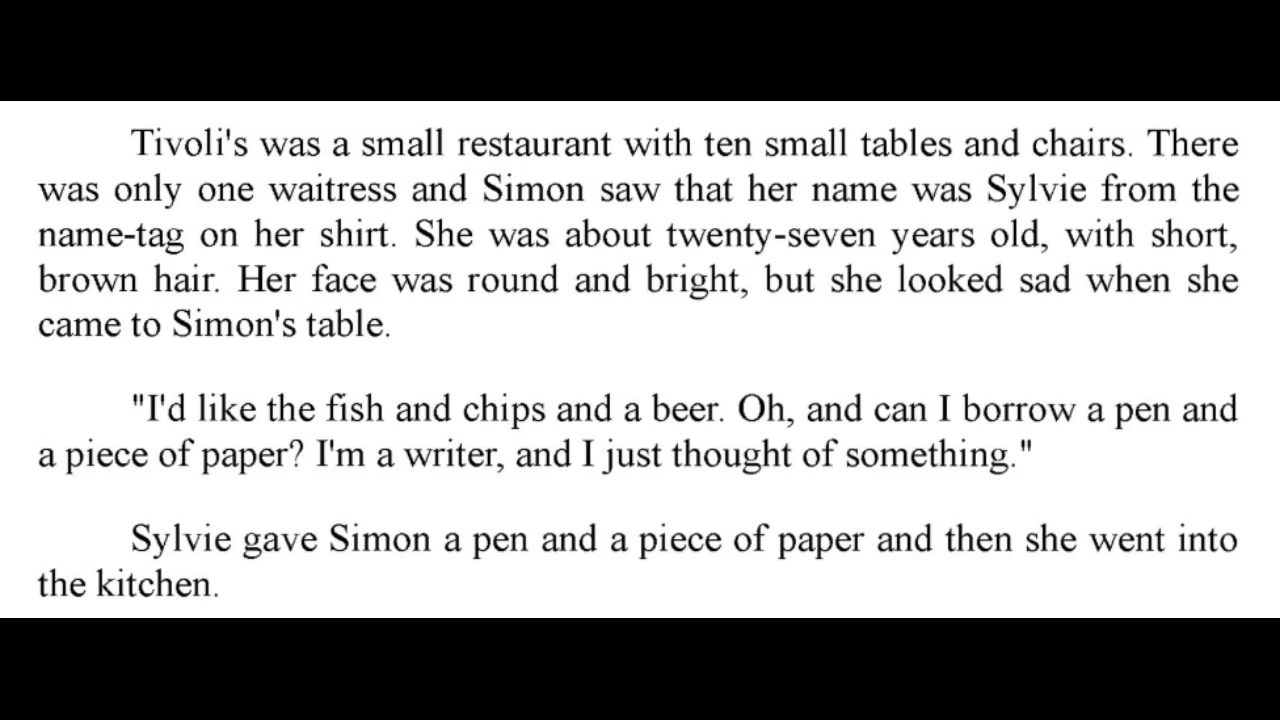 Tivoli's was a small restaurant with ten small tables and chairs. There
was only one waitress and Simon saw that her name was Sylvie from the
name-tag on her shirt. She was about twenty-seven years old, with short,
brown hair. Her face was round and bright, but she looked sad when she
came to Simon's table.
"I'd like the fish and chips and a beer. Oh, and can I borrow a pen and
a piece of paper? I'm a writer, and I just thought of something."
Sylvie gave Simon a pen and a piece of paper and then she went into
the kitchen.